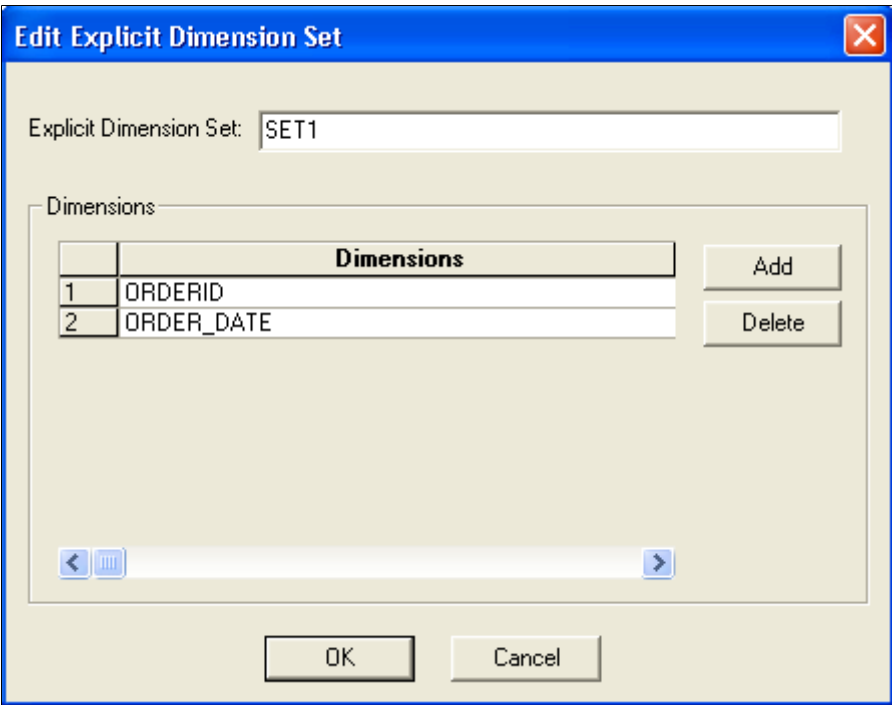 Edit Explicit Dimension Set
Explicit Dimension Set: SET1
Dimensions
Dimensions
Add
1 ORDERID
2 ORDER_DATE
Delete
OK Cancel